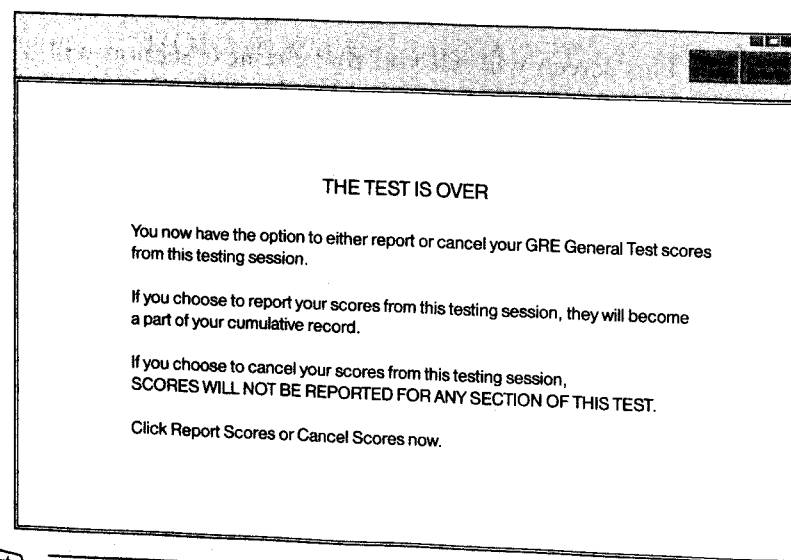 THE TEST IS OVER
You now have the option to either report or cancel your GRE General Test scores
from this testing session.
If you choose to report your scores from this testing session, they will become
a part of your cumulative record.
If you choose to cancel your scores from this testing session,
SCORES WILL NOT BE REPORTED FOR ANY SECTION OF THIS TEST.
Click Report Scores or Cancel Scores now.